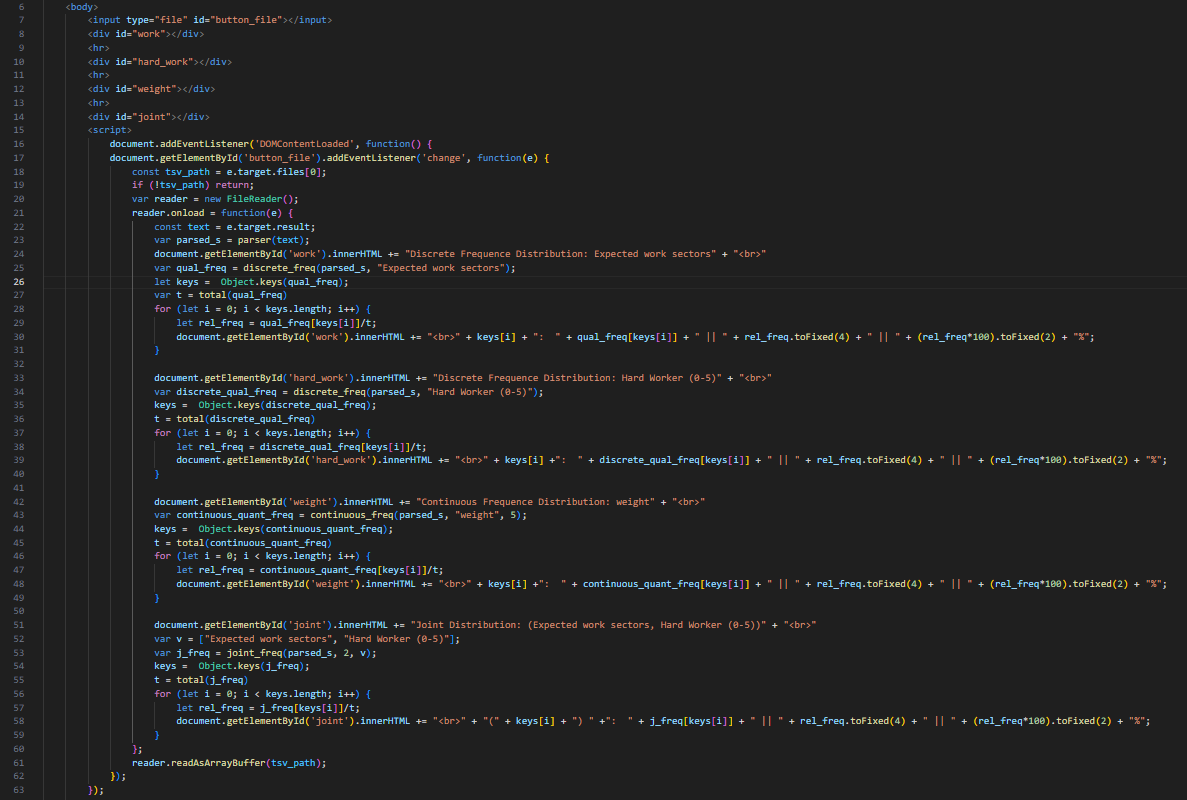 6 <body>
7 <input type="file" id="button_file"></input>
8 <div id="work"></div>
9 <hr>
10 <div id="hard_work"></div>
11 <hr>
12 <div id="weight"></div>
13 <hr>
14 <div id="joint"></div>
15 <script>
16 document.addEventListener('DOMContentLoaded', function() {
17 document.getElementById('button_file').addEventListener('change', function(e) {
18 const tsv_path = e.target.files[0];
19 if (!tsv_path) return;
20 var reader = new FileReader();
21 reader.onload = function(e) {
22 const text = e.target.result;
23 var parsed_s = parser(text);
24 document.getElementById('work').innerHTML += "Discrete Frequence Distribution: Expected work sectors" + "<br>"
25 var qual_freq = discrete_freq(parsed_s, "Expected work sectors");
26 let keys =  Object.keys(qual_freq);
27 var t = total(qual_freq)
28 for (let i = 0; i < keys.length; i++) {
29 let rel_freq = qual_freq[keys[i]]/t;
30 document.getElementById('work').innerHTML += "<br>" + keys[i] + ":  " + qual_freq[keys[i]] + " || " + rel_freq.toFixed(4) + " || " + (rel_freq*100).toFixed(2) + "%";
31 }
32
33 document.getElementById('hard_work').innerHTML += "Discrete Frequence Distribution: Hard Worker (0-5)" + "<br>"
34 var discrete_qual_freq = discrete_freq(parsed_s, "Hard Worker (0-5)");
35 keys =  Object.keys(discrete_qual_freq);
36 t = total(discrete_qual_freq)
37 for (let i = 0; i < keys.length; i++) {
38 let rel_freq = discrete_qual_freq[keys[i]]/t;
39 document.getElementById('hard_work').innerHTML += "<br>" + keys[i] +":  " + discrete_qual_freq[keys[i]] + " || " + rel_freq.toFixed(4) + " || " + (rel_freq*100).toFixed(2) + "%";
40 }
41
42 document.getElementById('weight').innerHTML += "Continuous Frequence Distribution: weight" + "<br>"
43 var continuous_quant_freq = continuous_freq(parsed_s, "weight", 5);
44 keys =  Object.keys(continuous_quant_freq);
45 t = total(continuous_quant_freq)
46 for (let i = 0; i < keys.length; i++) {
47 let rel_freq = continuous_quant_freq[keys[i]]/t;
48 document.getElementById('weight').innerHTML += "<br>" + keys[i] +":  " + continuous_quant_freq[keys[i]] + " || " + rel_freq.toFixed(4) + " || " + (rel_freq*100).toFixed(2) + "%";
49 }
50
51 document.getElementById('joint').innerHTML += "Joint Distribution: (Expected work sectors, Hard Worker (0-5))" + "<br>"
52 var v = ["Expected work sectors", "Hard Worker (0-5)"];
53 var j_freq = joint_freq(parsed_s, 2, v);
54 keys =  Object.keys(j_freq);
55 t = total(j_freq)
56 for (let i = 0; i < keys.length; i++) {
57 let rel_freq = j_freq[keys[i]]/t;
58 document.getElementById('joint').innerHTML += "<br>" + "(" + keys[i] + ") " +":  " + j_freq[keys[i]] + " || " + rel_freq.toFixed(4) + " || " + (rel_freq*100).toFixed(2) + "%";
59 }
60 };
61 reader.readAsArrayBuffer(tsv_path);
62 });
63 });